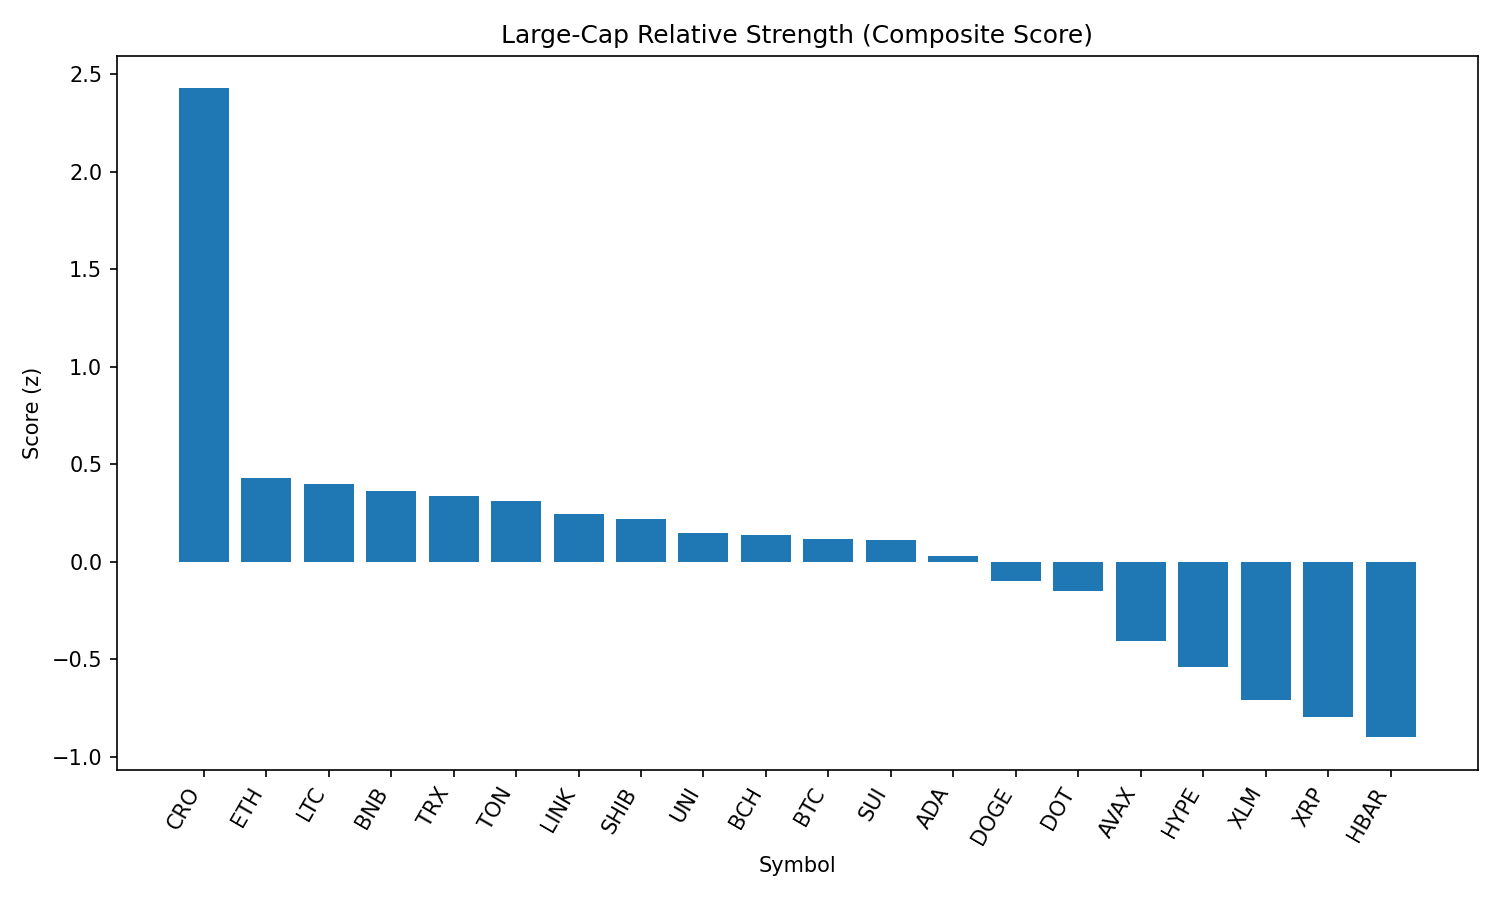 Large-Cap Relative Strength (Composite Score)
Score (z)
2.5
2.0
1.5
1.0
0.5
0.0
−0.5
−1.0
CRO
ETH
LTC
BNB
TRX
TON
LINK
SHIB
UNI
BCH
BTC
SUI
ADA
DOGE
DOT
AVAX
HYPE
XLM
XRP
HBAR
Symbol